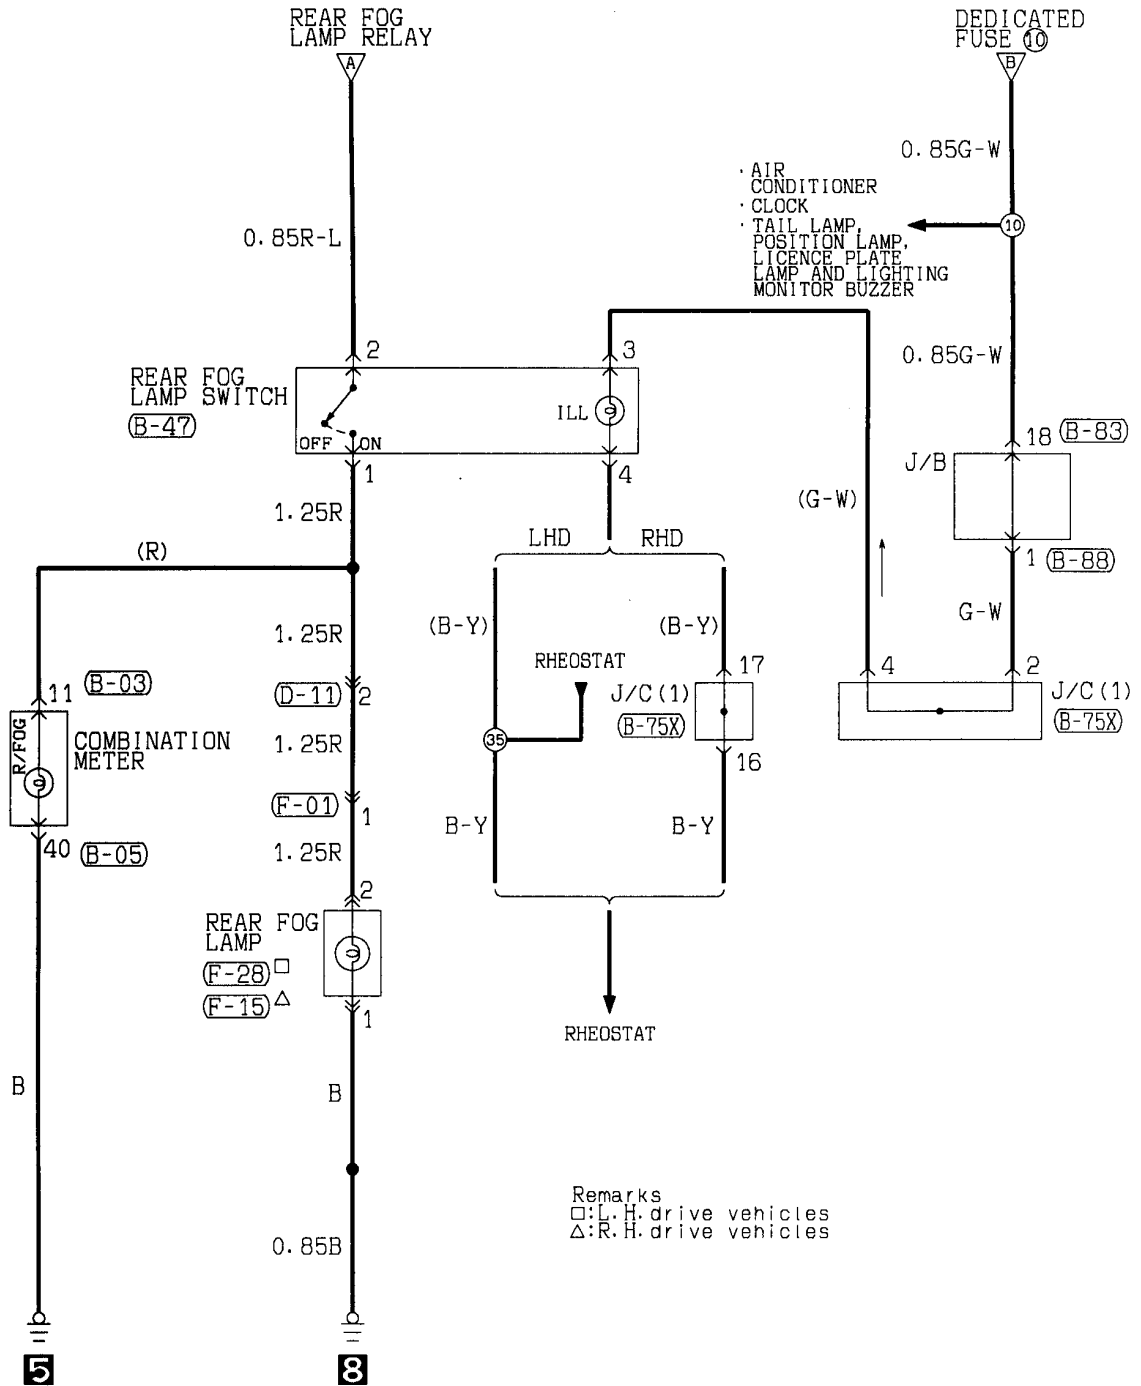 REAR FOG
LAMP RELAY
A
DEDICATED
FUSE 10
B
0.85G-W
· AIR
CONDITIONER
· CLOCK
· TAIL LAMP,
POSITION LAMP,
LICENCE PLATE
LAMP AND LIGHTING
MONITOR BUZZER
10
0.85R-L
0.85G-W
2
3
REAR FOG
LAMP SWITCH
B-47
OFF
ON
ILL
1
4
18
B-83
J/B
1
B-88
1.25R
(R)
LHD
RHD
(G-W)
G-W
1.25R
(B-Y)
(B-Y)
RHEOSTAT
17
4
2
11
B-03
D-11
2
J/C(1)
B-75X
J/C(1)
B-75X
R/FOG
COMBINATION
METER
1.25R
35
16
F-01
1
40
B-05
1.25R
B-Y
B-Y
2
REAR FOG
LAMP
F-28 □
F-15 △
1
RHEOSTAT
B
B
Remarks
□:L.H.drive vehicles
△:R.H.drive vehicles
0.85B
5
8